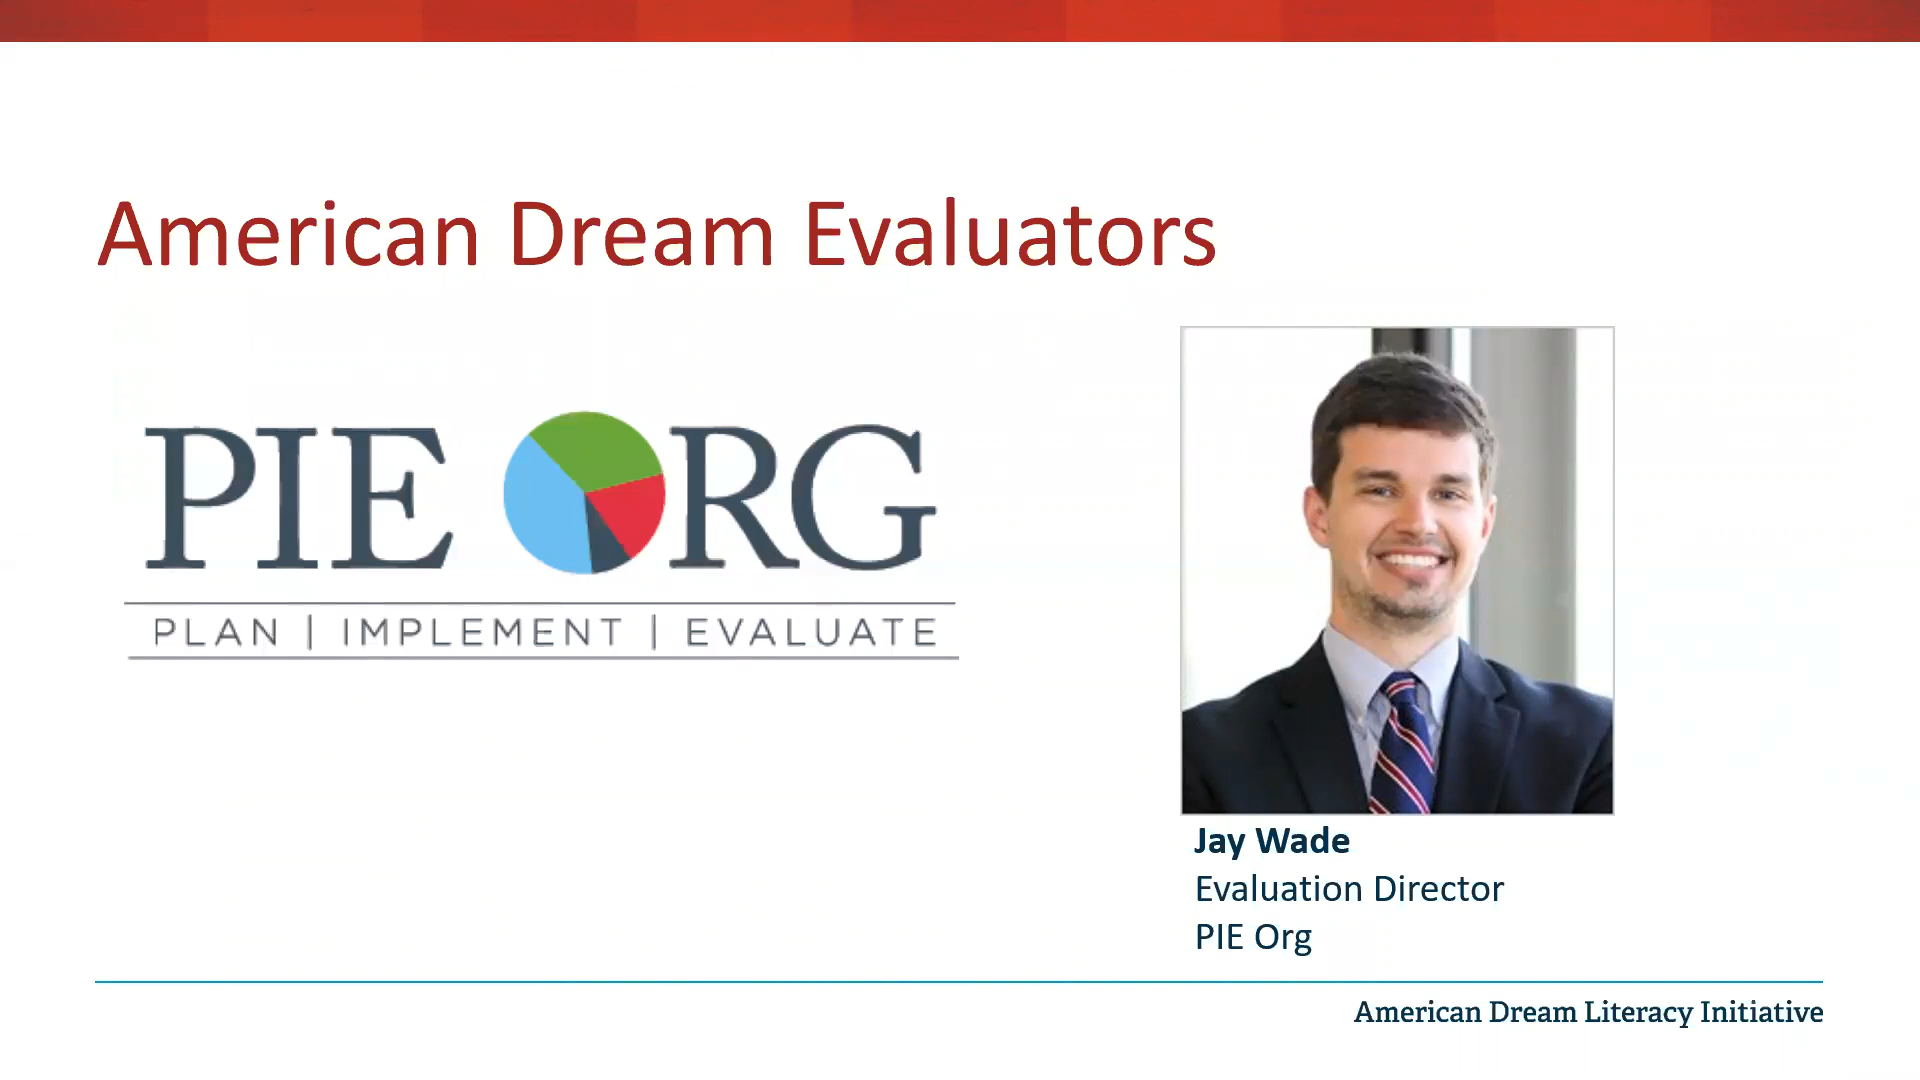 American Dream Evaluators
PIE ORG
PLAN | IMPLEMENT | EVALUATE
Jay Wade
Evaluation Director
PIE Org
American Dream Literacy Initiative